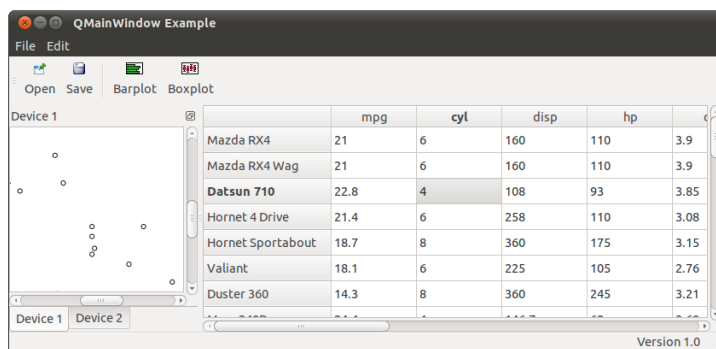 QMainWindow Example
File Edit
Open Save Barplot Boxplot
Device 1
mpg cyl disp hp
Mazda RX4 21 6 160 110 3.9
Mazda RX4 Wag 21 6 160 110 3.9
Datsun 710 22.8 4 108 93 3.85
Hornet 4 Drive 21.4 6 258 110 3.08
Hornet Sportabout 18.7 8 360 175 3.15
Valiant 18.1 6 225 105 2.76
Duster 360 14.3 8 360 245 3.21
Device 1 Device 2
Version 1.0